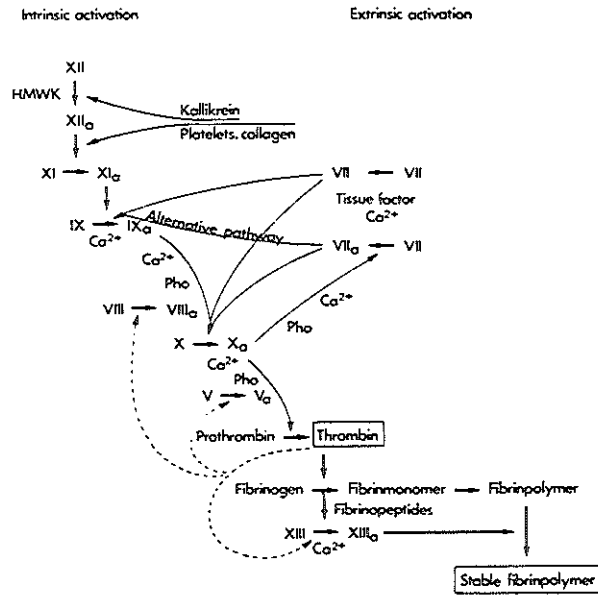 Intrinsic activation Extrinsic activation
XII
HMWK
Kallikrein
XIIa
Platelets, collagen
XI XIa VII VII
Tissue factor
Ca2+
Alternative pathway
IX IXa
Ca2+
VIIa VII
Ca2+
Pho
Ca2+
Pho
VIII VIIIa
X Xa
Ca2+
Pho
V Va
Prothrombin Thrombin
Fibrinogen Fibrinmonomer Fibrinpolymer
Fibrinopeptides
XIII XIIIa
Ca2+
Stable fibrinpolymer